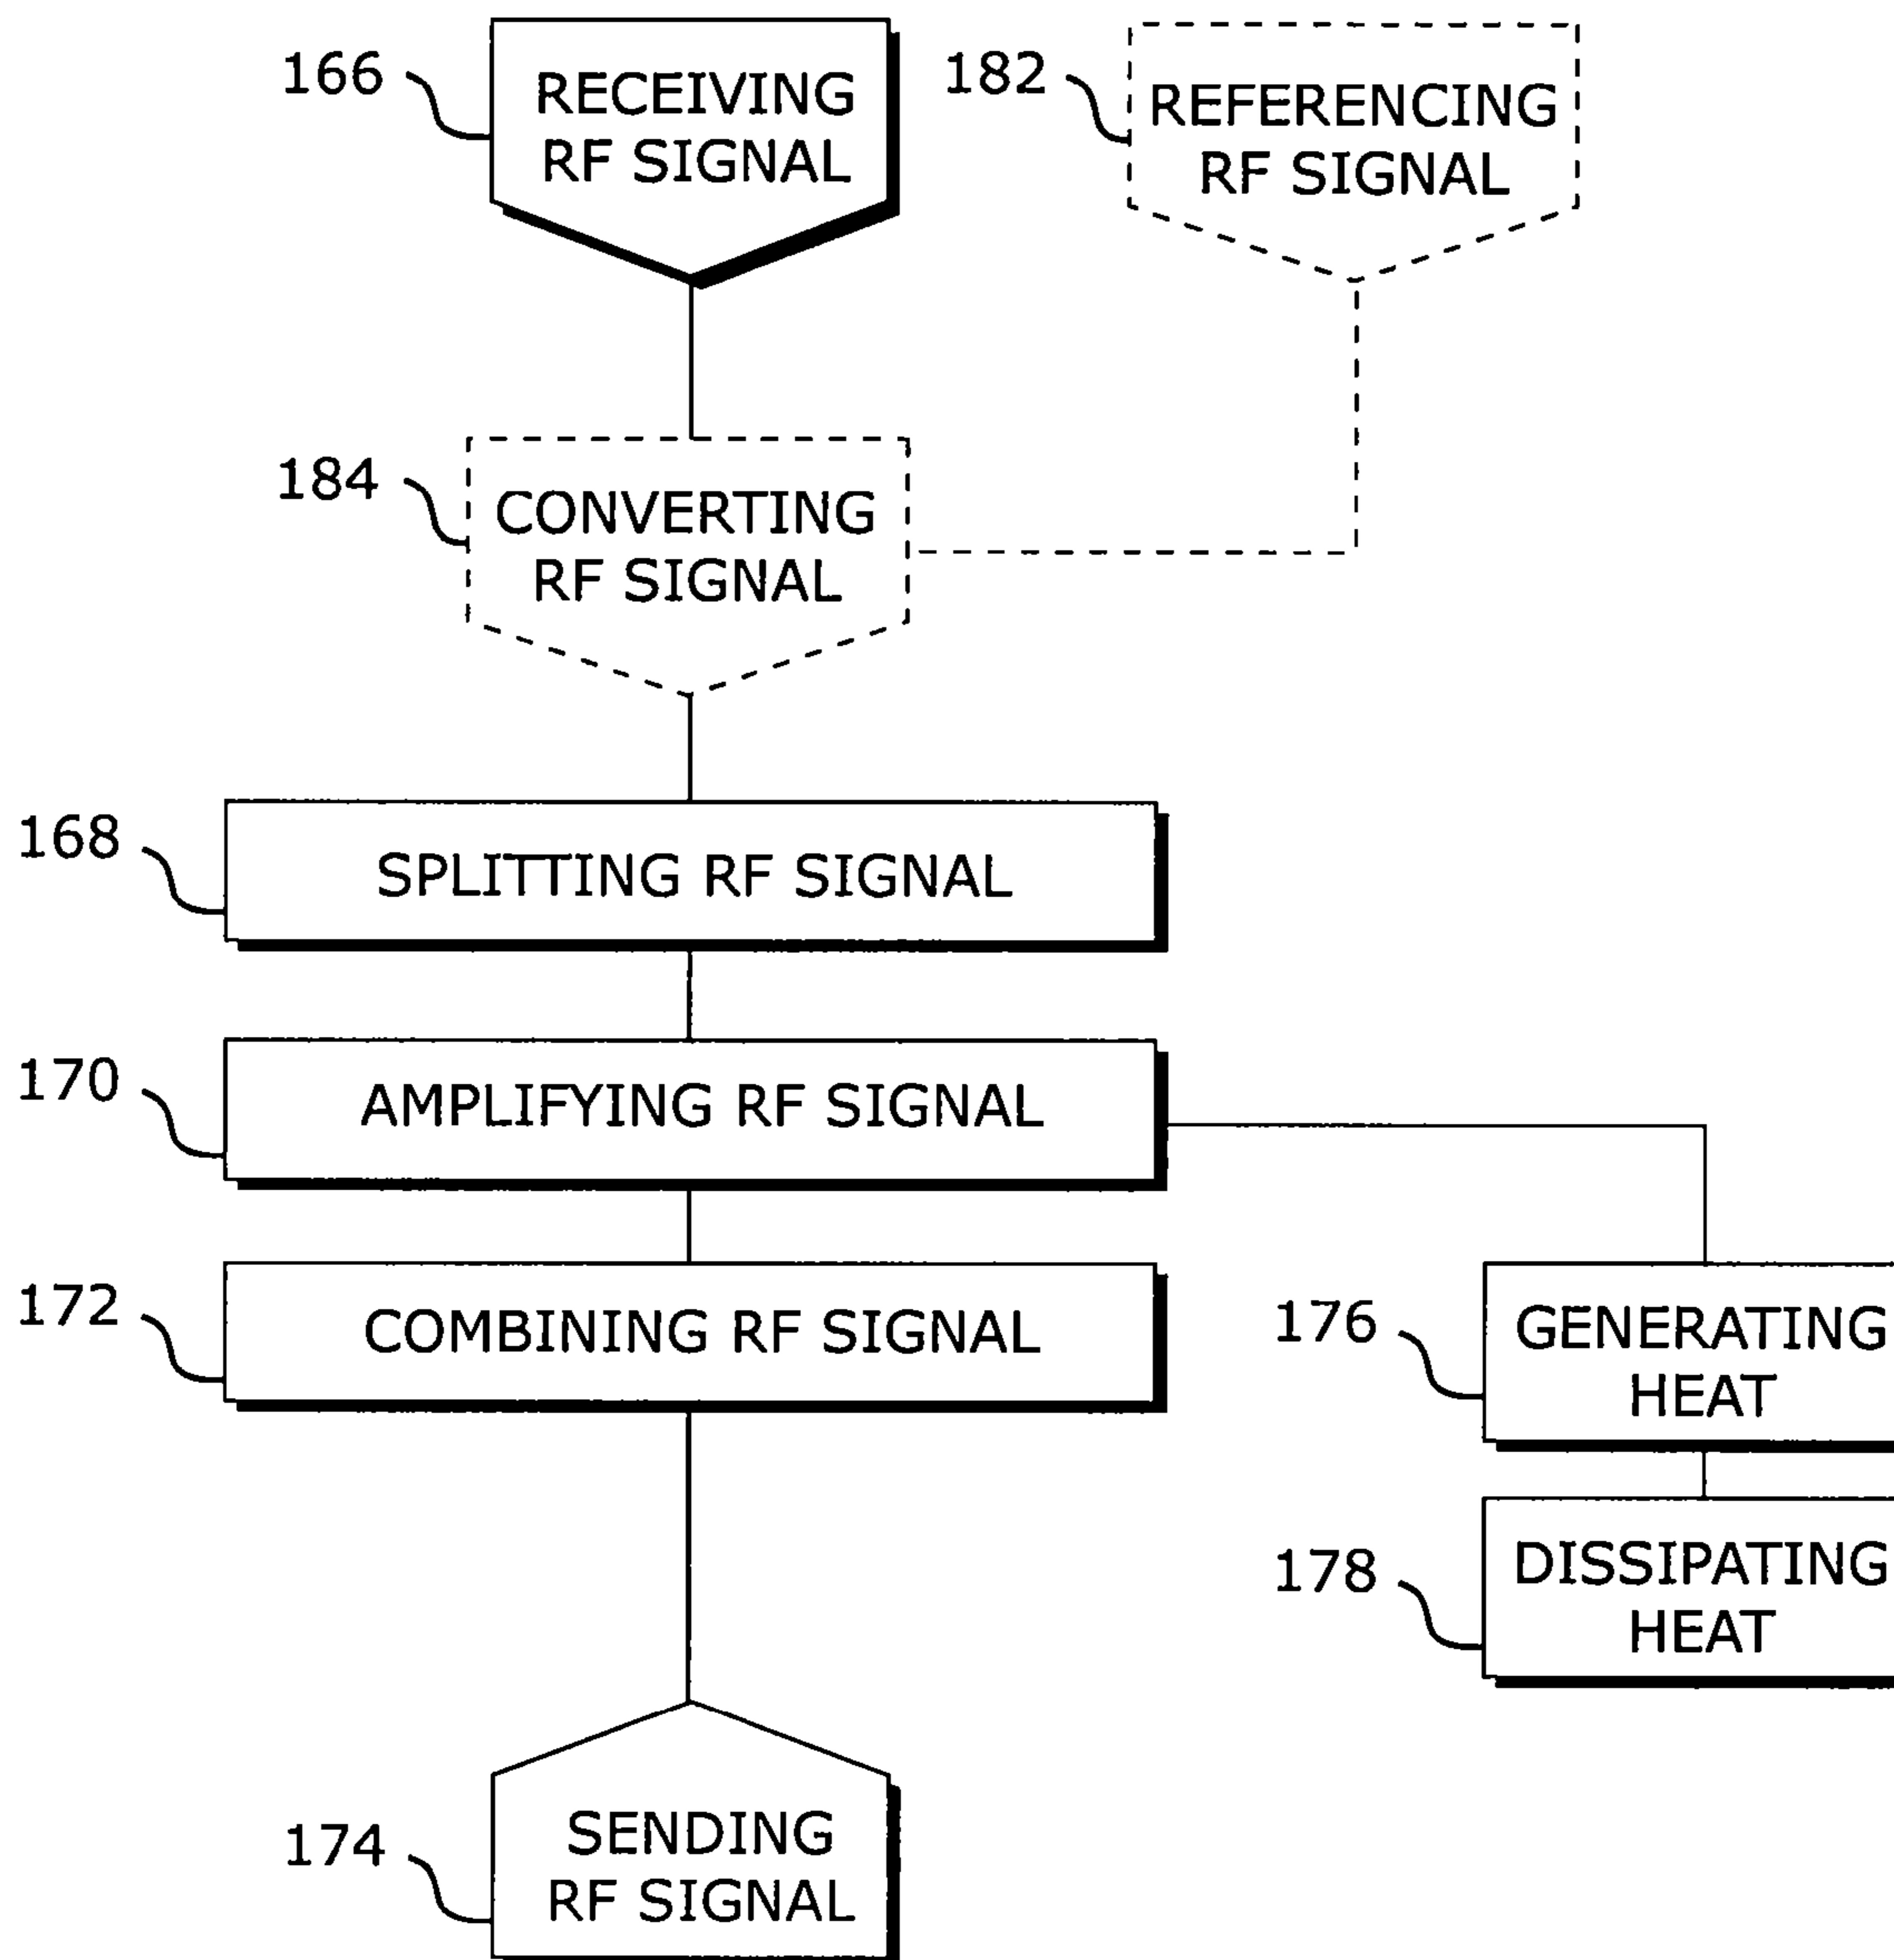 166
RECEIVING
RF SIGNAL
182
REFERENCING
RF SIGNAL
184
CONVERTING
RF SIGNAL
168
SPLITTING RF SIGNAL
170
AMPLIFYING RF SIGNAL
172
COMBINING RF SIGNAL
176
GENERATING
HEAT
178
DISSIPATING
HEAT
174
SENDING
RF SIGNAL